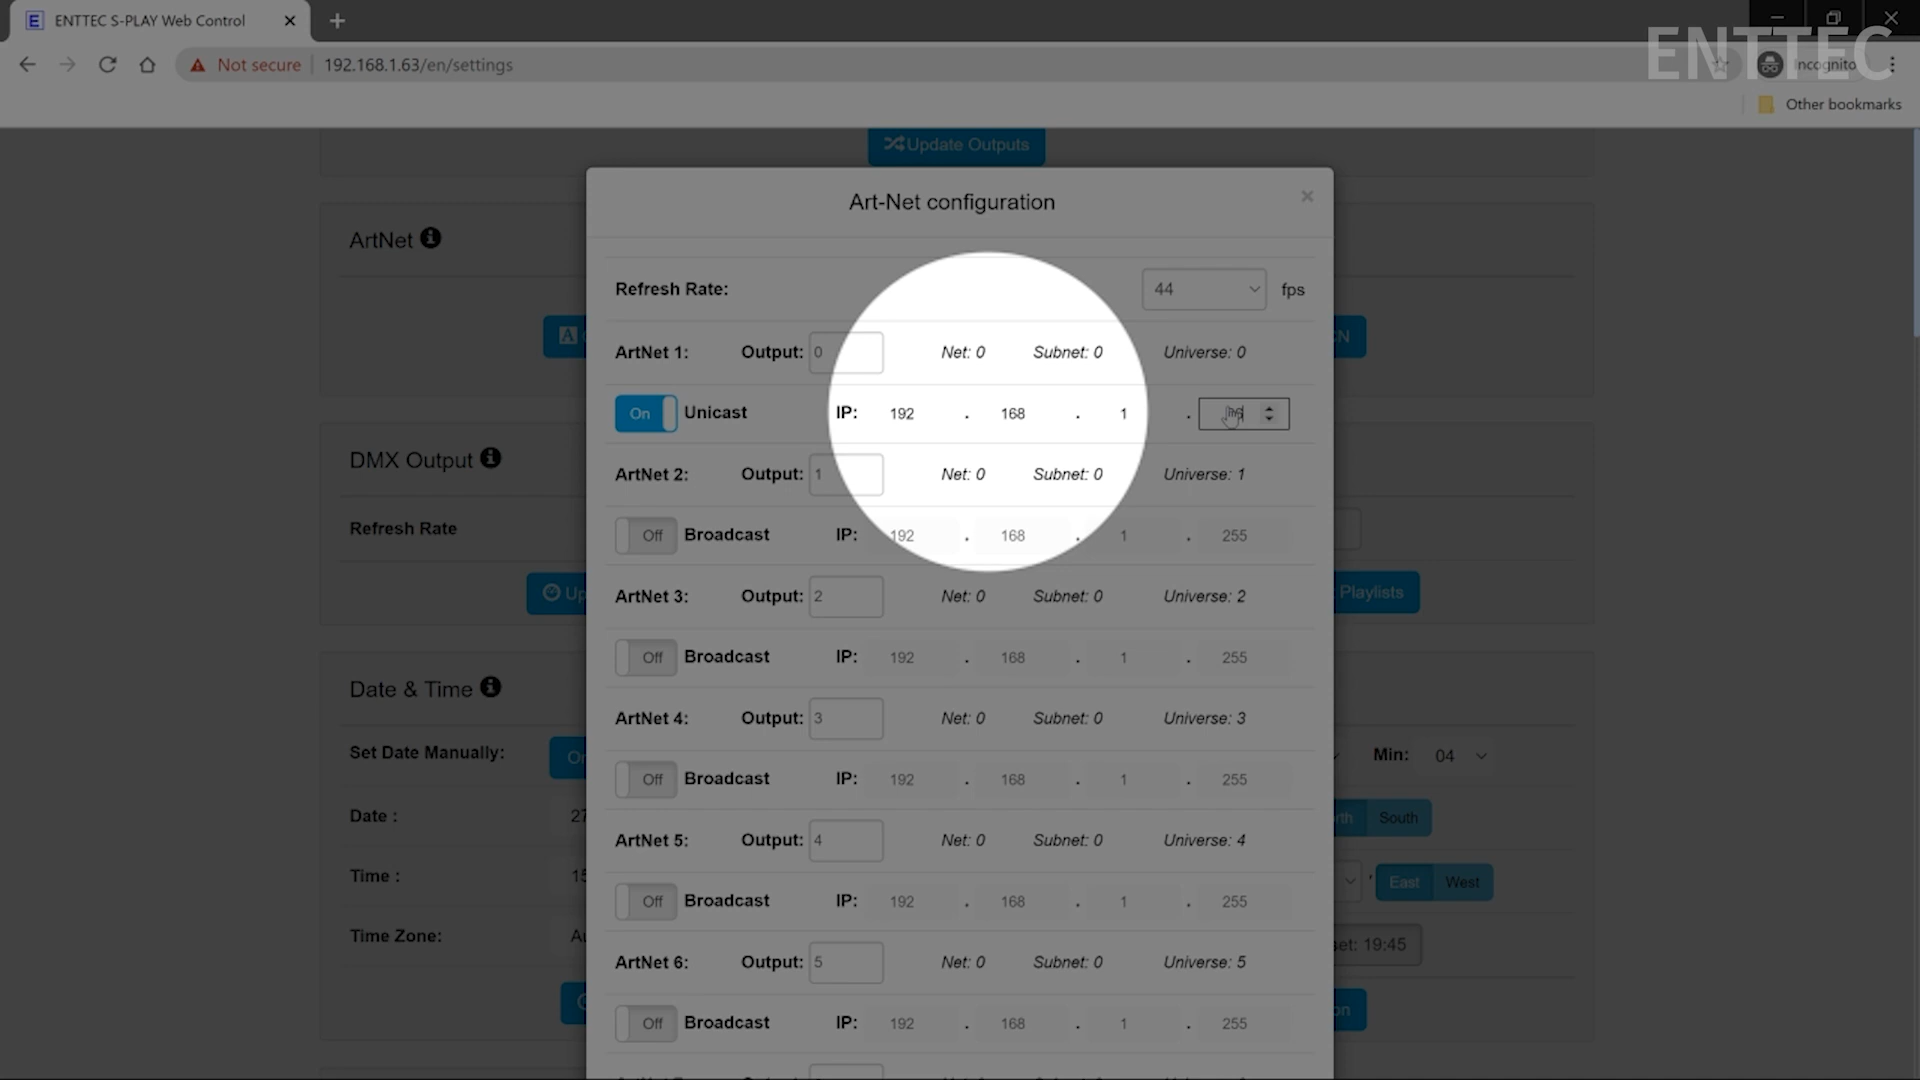 ENTTEC S-PLAY Web Control
ENTTEC
Not secure 192.168.1.63/en/settings Incognito
Other bookmarks
Update Outputs
Art-Net configuration
ArtNet
Refresh Rate: 44 fps
ArtNet 1: Output: 0 Net: 0 Subnet: 0 Universe: 0
On Unicast IP: 192 . 168 . 1 .
ArtNet 2: Output: 1 Net: 0 Subnet: 0 Universe: 1
DMX Output
Off Broadcast IP: 192 . 168 . 1 . 255
Refresh Rate
ArtNet 3: Output: 2 Net: 0 Subnet: 0 Universe: 2
Playlists
Off Broadcast IP: 192 . 168 . 1 . 255
Date & Time
ArtNet 4: Output: 3 Net: 0 Subnet: 0 Universe: 3
Set Date Manually: Min: 04
Off Broadcast IP: 192 . 168 . 1 . 255
Date : 27 South
ArtNet 5: Output: 4 Net: 0 Subnet: 0 Universe: 4
Time : 15 East West
Off Broadcast IP: 192 . 168 . 1 . 255
Time Zone: set: 19:45
ArtNet 6: Output: 5 Net: 0 Subnet: 0 Universe: 5
Off Broadcast IP: 192 . 168 . 1 . 255